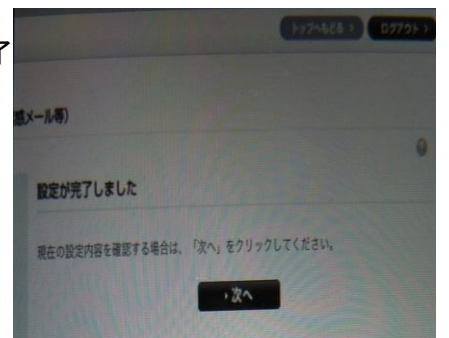 トップへもどる › ログアウト ›
了
惑メール等)
?
設定が完了しました
現在の設定内容を確認する場合は、「次へ」をクリックしてください。
› 次へ